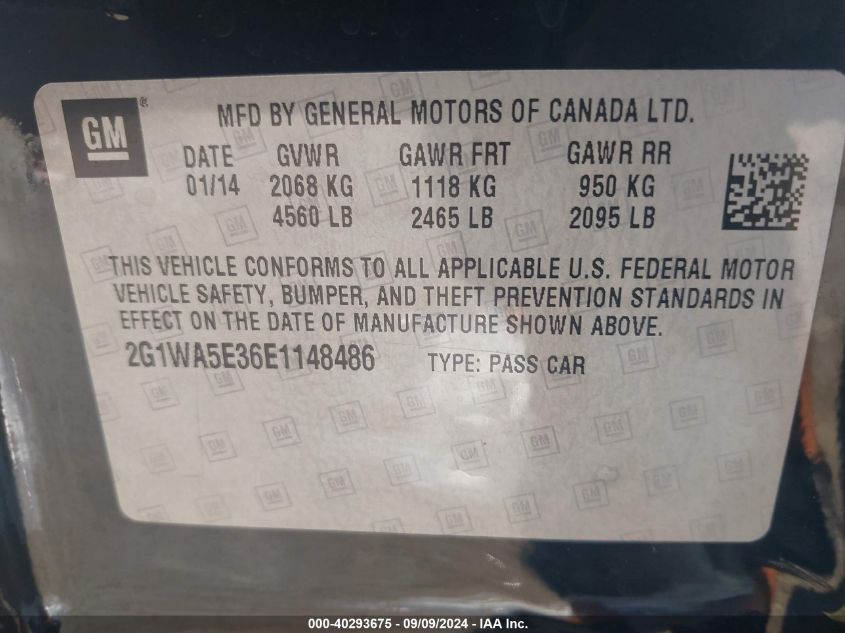 GM ®
MFD BY GENERAL MOTORS OF CANADA LTD.
DATE GVWR GAWR FRT GAWR RR
01/14 2068 KG 1118 KG 950 KG
4560 LB 2465 LB 2095 LB
THIS VEHICLE CONFORMS TO ALL APPLICABLE U.S. FEDERAL MOTOR
VEHICLE SAFETY, BUMPER, AND THEFT PREVENTION STANDARDS IN
EFFECT ON THE DATE OF MANUFACTURE SHOWN ABOVE.
2G1WA5E36E1148486 TYPE: PASS CAR
000-40293675 - 09/09/2024 - IAA, Inc.